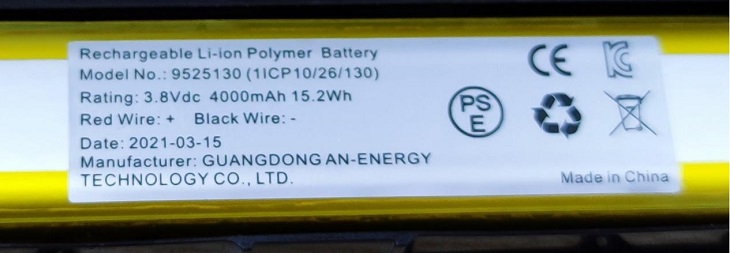 Rechargeable Li-ion Polymer Battery
Model No.: 9525130 (1ICP10/26/130)
Rating: 3.8Vdc 4000mAh 15.2Wh
Red Wire: + Black Wire: -
Date: 2021-03-15
Manufacturer: GUANGDONG AN-ENERGY
TECHNOLOGY CO., LTD.
CE
KC
PS
E
Made in China